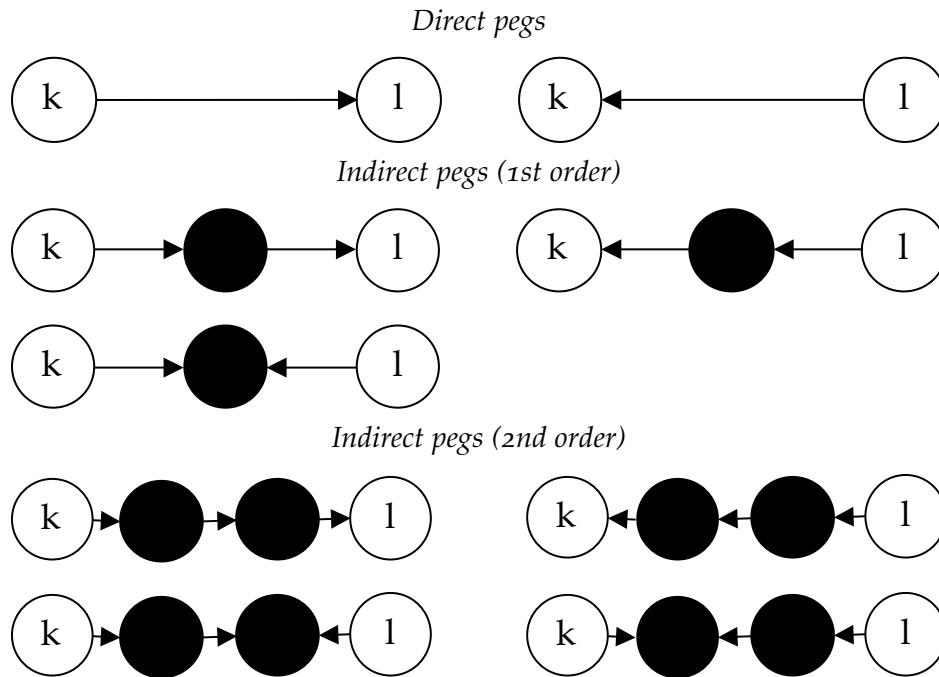 Direct pegs
k l k l
Indirect pegs (1st order)
k l k l
k l
Indirect pegs (2nd order)
k l k l
k l k l